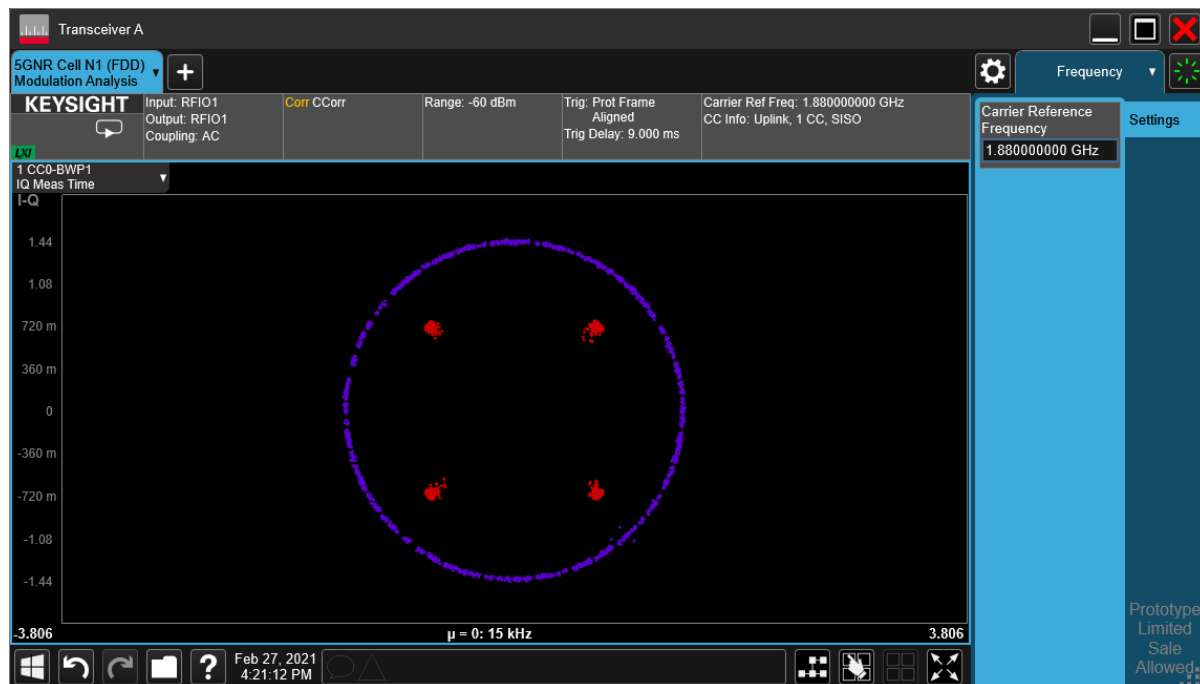 Transceiver A
5GNR Cell N1 (FDD)
Modulation Analysis
Frequency
KEYSIGHT
LXI
Input: RFIO1
Output: RFIO1
Coupling: AC
Corr CCorr
Range: -60 dBm
Trig: Prot Frame
Aligned
Trig Delay: 9.000 ms
Carrier Ref Freq: 1.880000000 GHz
CC Info: Uplink, 1 CC, SISO
Carrier Reference
Frequency
1.880000000 GHz
Settings
1 CC0-BWP1
IQ Meas Time
I-Q
1.44
1.08
720 m
360 m
0
-360 m
-720 m
-1.08
-1.44
-3.806
µ = 0: 15 kHz
3.806
Prototype
Limited
Sale
Allowed
?
Feb 27, 2021
4:21:12 PM